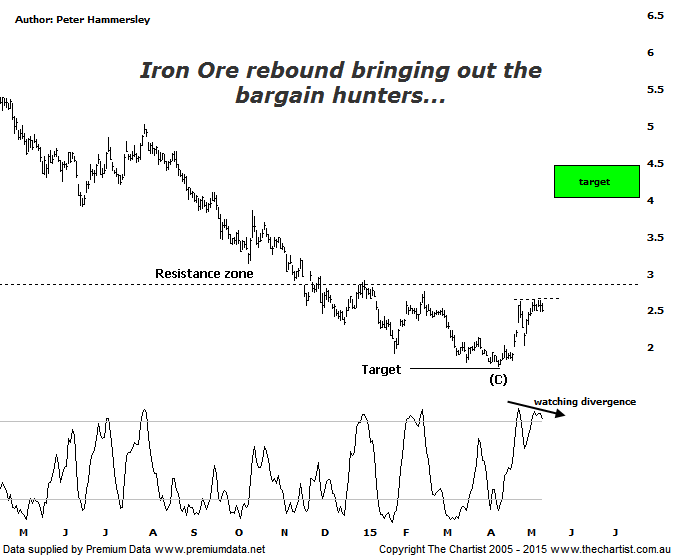 Author: Peter Hammersley
6.5
Iron Ore rebound bringing out the
bargain hunters...
6
5.5
5
4.5
target
4
3.5
Resistance zone
3
2.5
2
Target
(C)
watching divergence
M J J A S O N D 15 F M A M J J
Data supplied by Premium Data www.premiumdata.net
Copyright The Chartist 2005 - 2015 www.thechartist.com.au